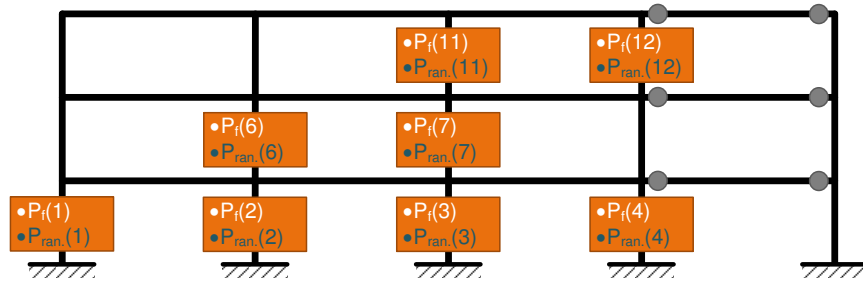 •Pf(11)
•Pran.(11)
•Pf(12)
•Pran.(12)
•Pf(6)
•Pran.(6)
•Pf(7)
•Pran.(7)
•Pf(1)
•Pran.(1)
•Pf(2)
•Pran.(2)
•Pf(3)
•Pran.(3)
•Pf(4)
•Pran.(4)